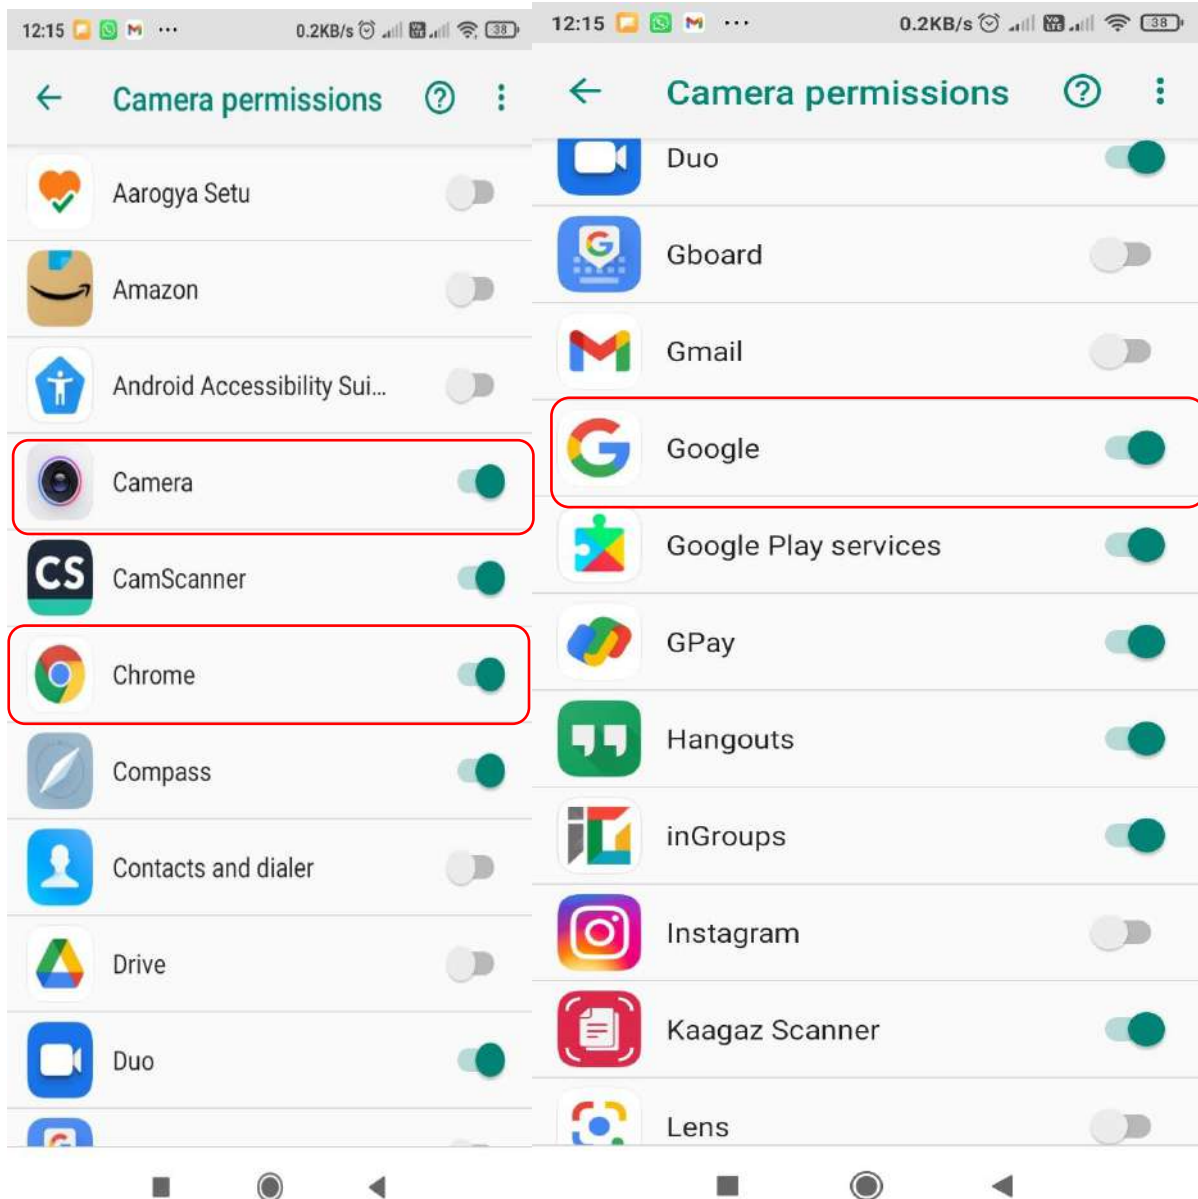 12:15 ... 0.2KB/s 38
Camera permissions
Aarogya Setu
Amazon
Android Accessibility Sui...
Camera
CS CamScanner
Chrome
Compass
Contacts and dialer
Drive
Duo
12:15 ... 0.2KB/s 38
Camera permissions
Duo
Gboard
Gmail
Google
Google Play services
GPay
Hangouts
inGroups
Instagram
Kaagaz Scanner
Lens